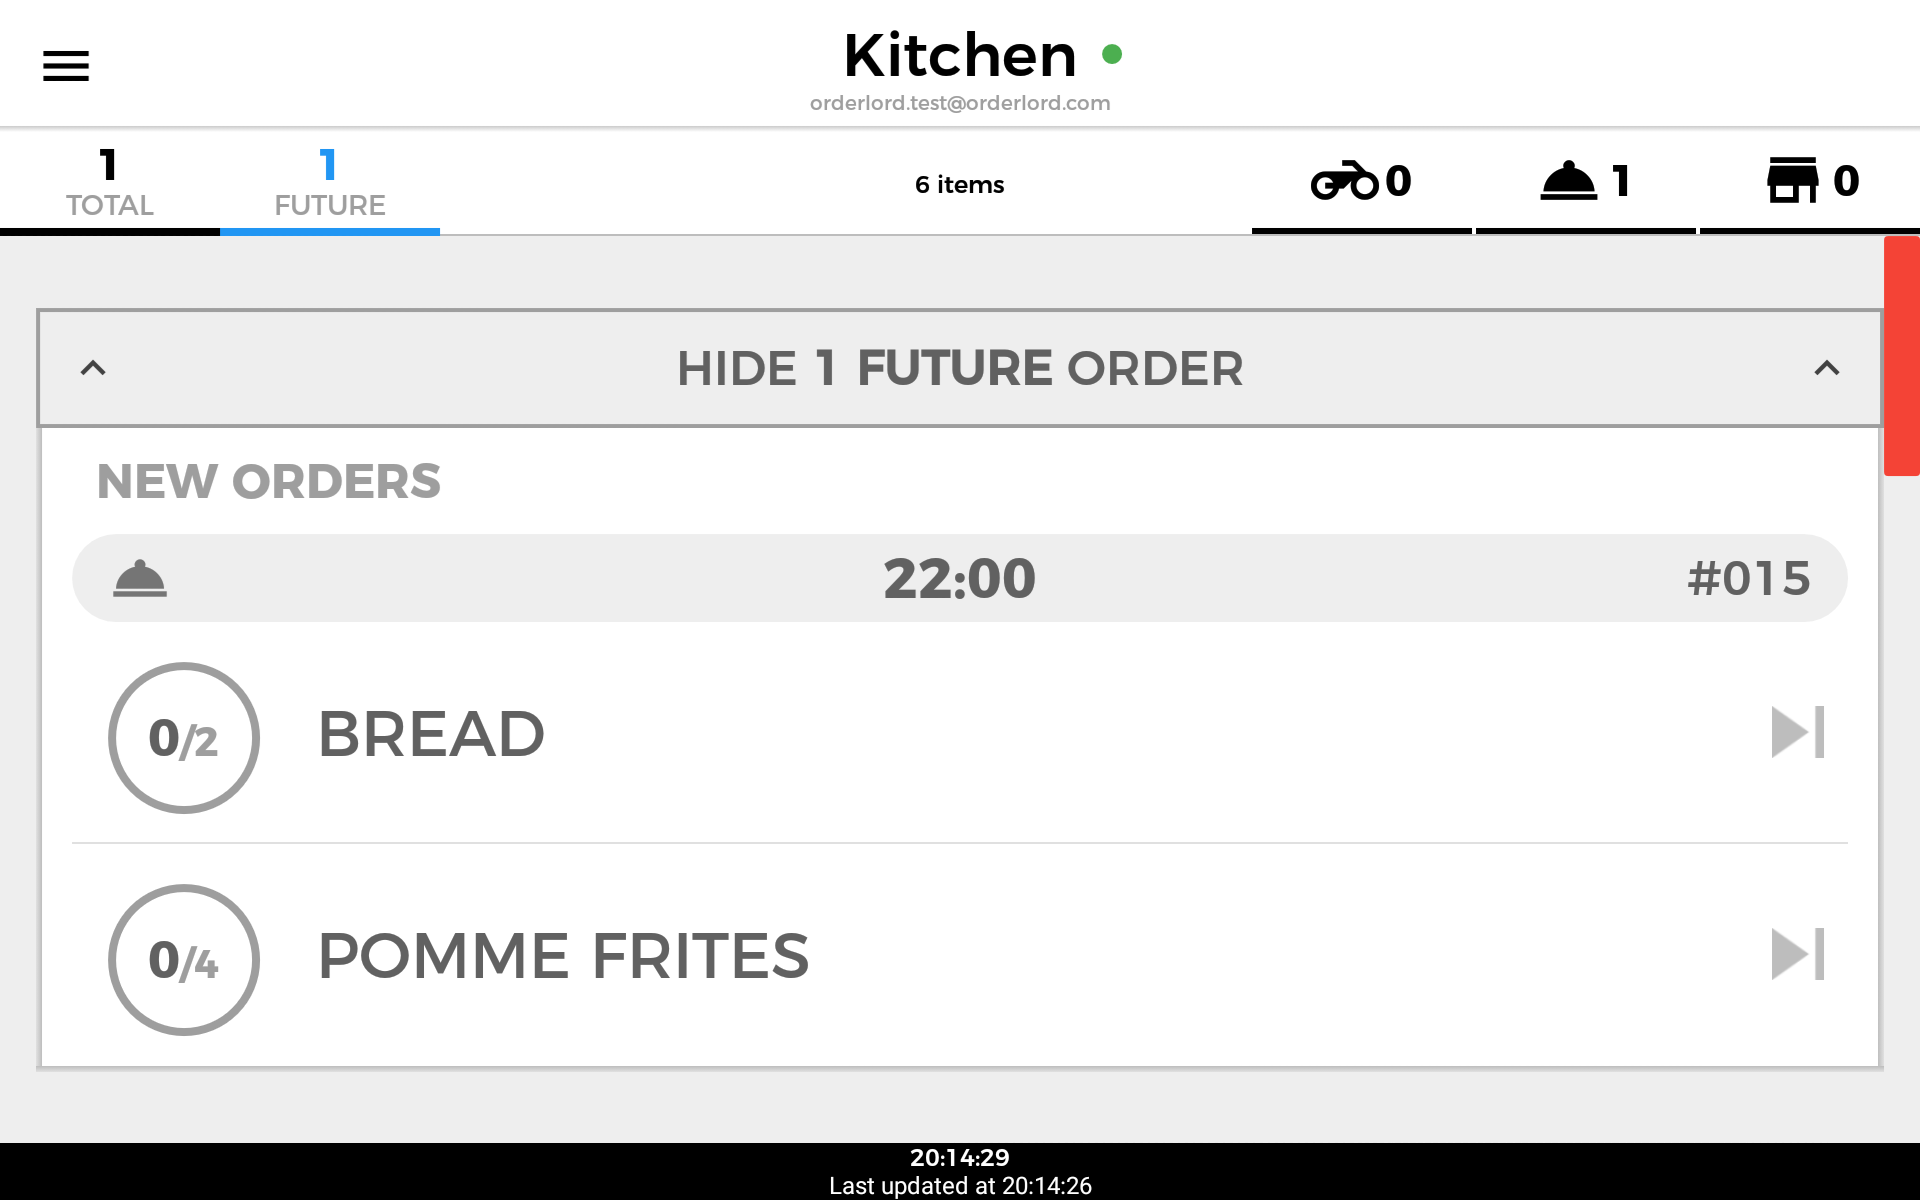 Kitchen
orderlord.test@orderlord.com
1 TOTAL
1 FUTURE
6 items
0
1
0
HIDE 1 FUTURE ORDER
NEW ORDERS
22:00 #015
0/2 BREAD
0/4 POMME FRITES
20:14:29
Last updated at 20:14:26